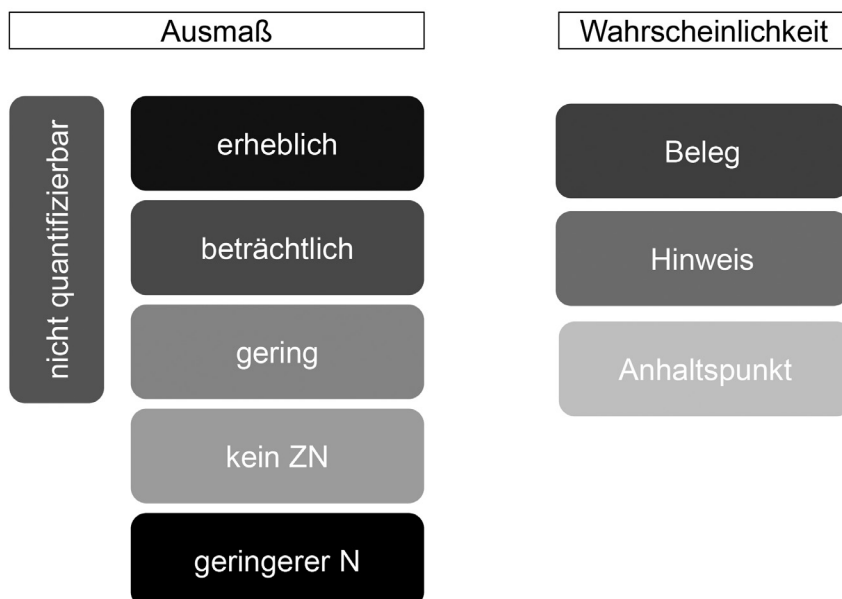 Ausmaß
Wahrscheinlichkeit
nicht quantifizierbar
erheblich
beträchtlich
gering
kein ZN
geringerer N
Beleg
Hinweis
Anhaltspunkt